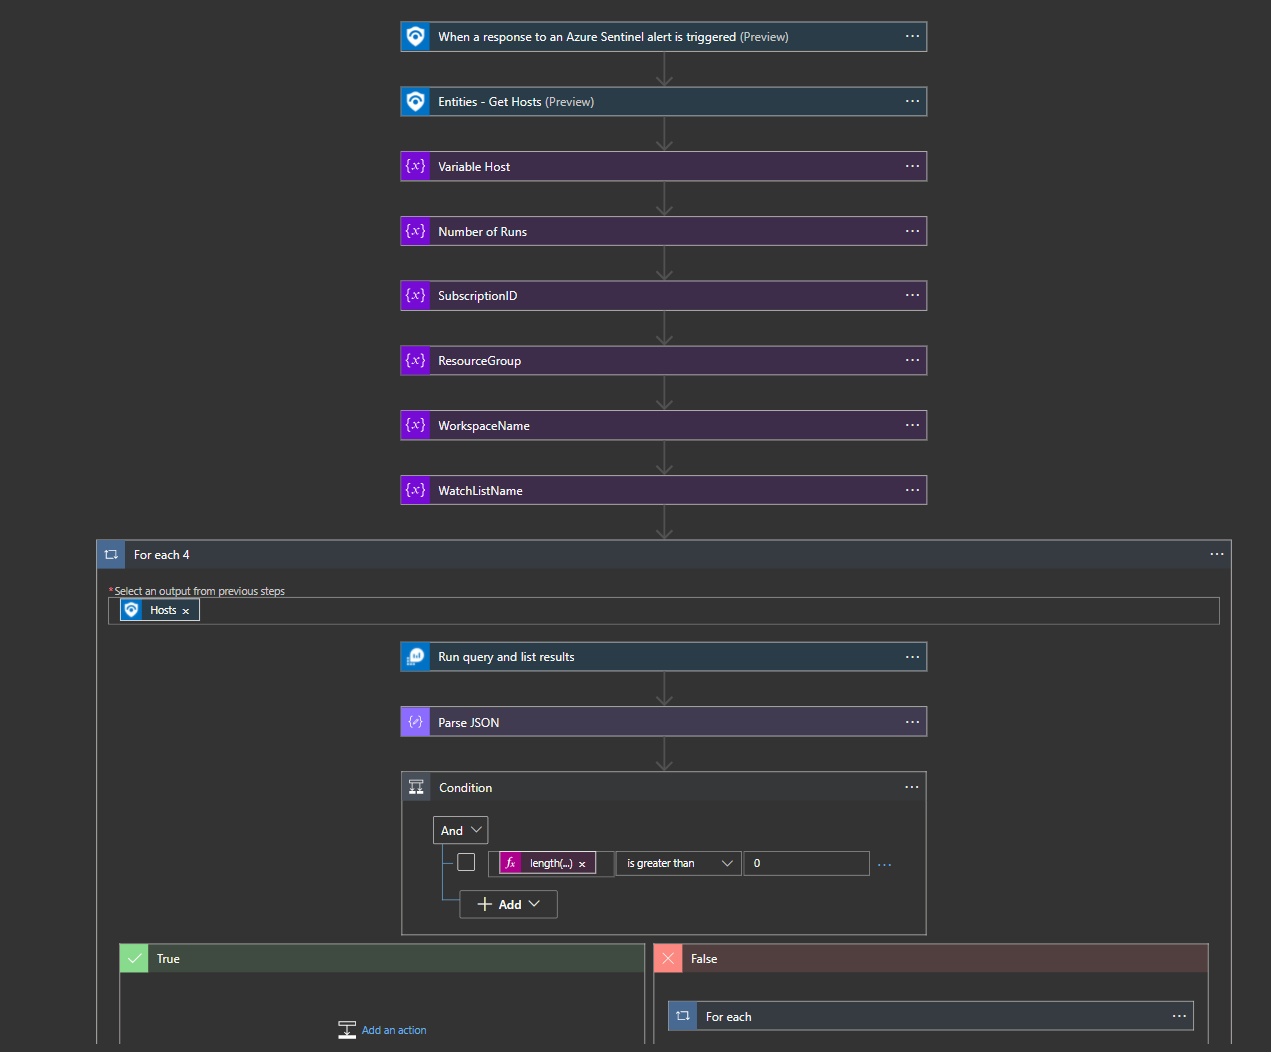 When a response to an Azure Sentinel alert is triggered (Preview)
Entities - Get Hosts (Preview)
{x} Variable Host
{x} Number of Runs
{x} SubscriptionID
{x} ResourceGroup
{x} WorkspaceName
{x} WatchListName
For each 4
*Select an output from previous steps
Hosts ×
Run query and list results
Parse JSON
Condition
And
fx length(...) × is greater than 0
+ Add
True
False
Add an action
For each